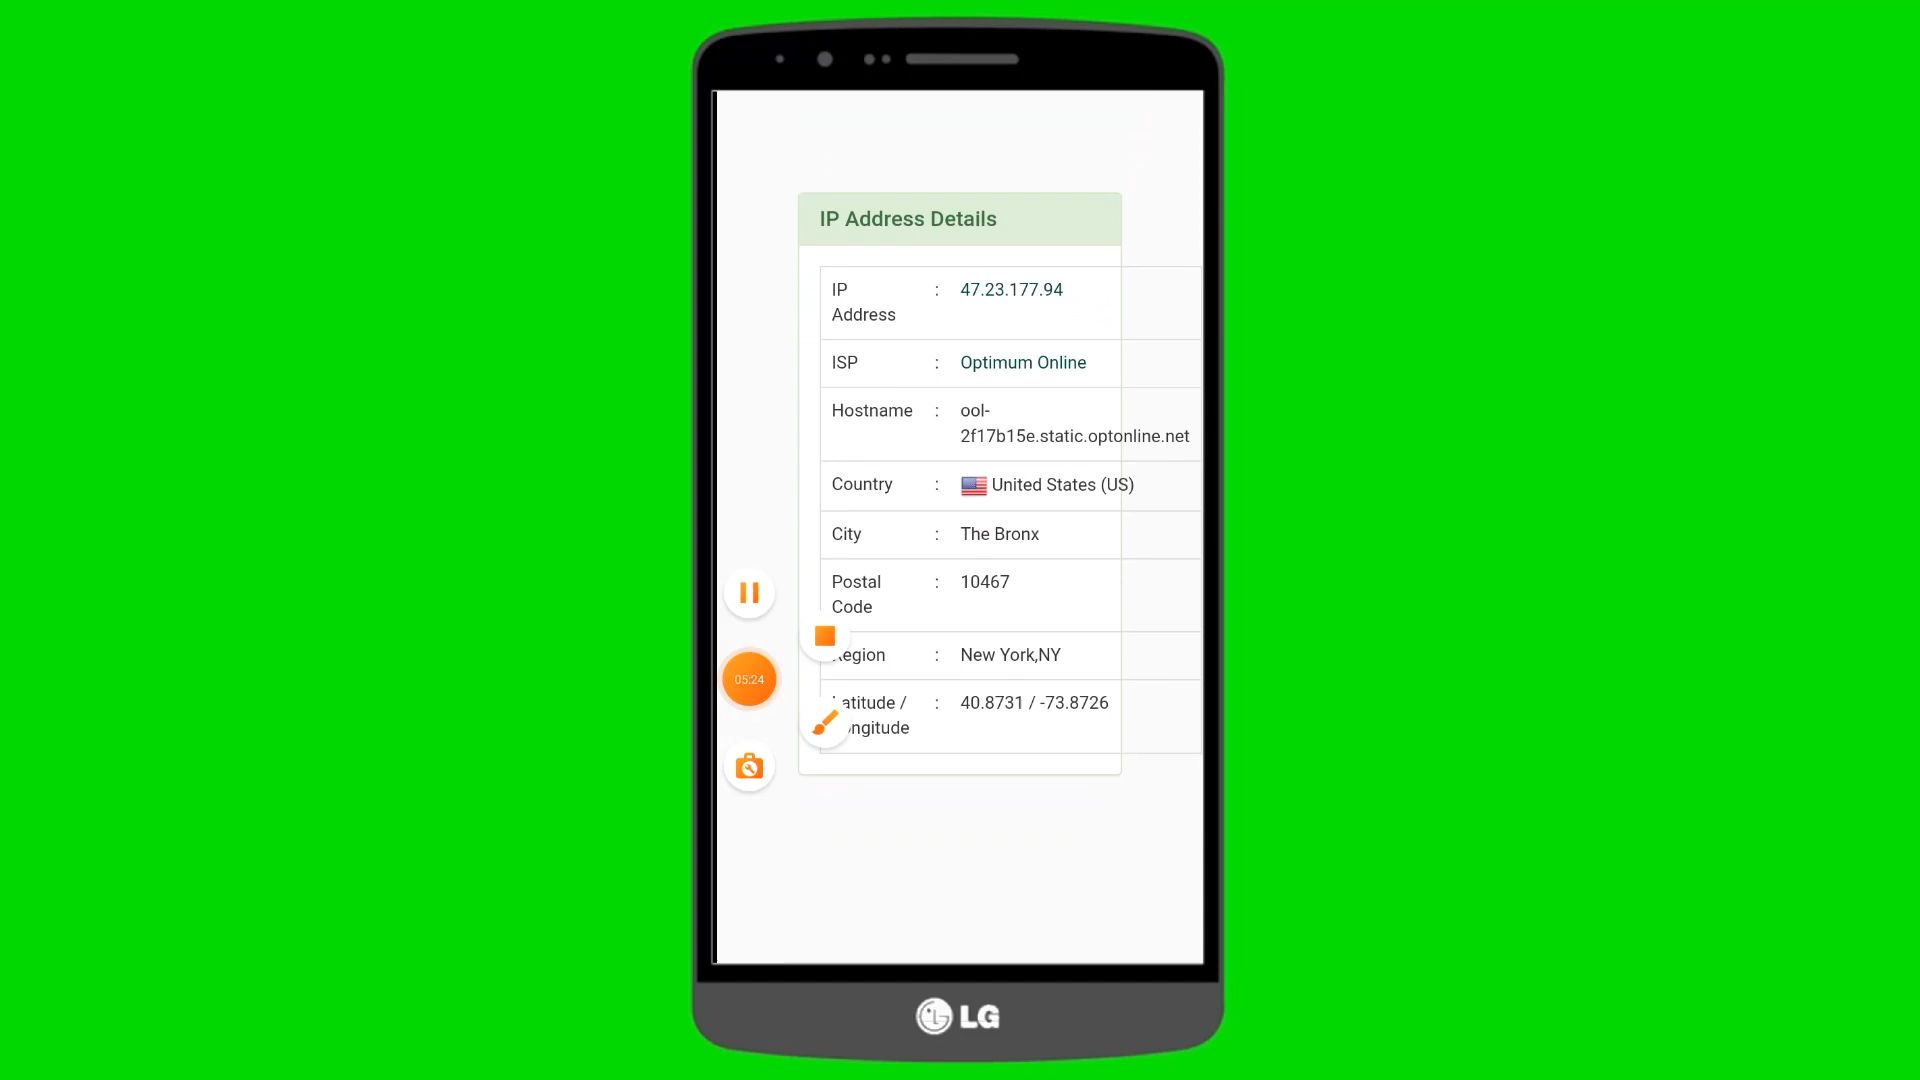 IP Address Details
IP : 47.23.177.94
Address
ISP : Optimum Online
Hostname : ool-
2f17b15e.static.optonline.net
Country : United States (US)
City : The Bronx
Postal : 10467
Code
egion : New York,NY
05:24
atitude / : 40.8731 / -73.8726
ngitude
LG